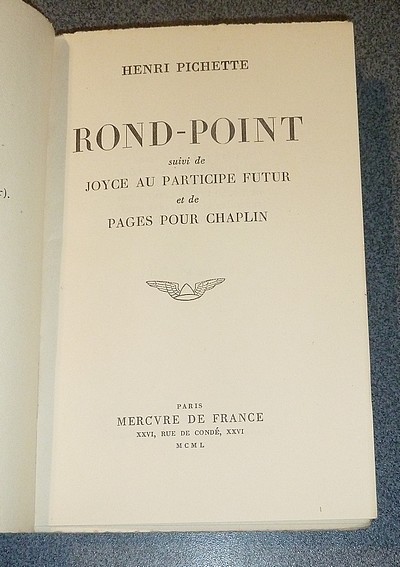 c).
HENRI PICHETTE
ROND-POINT
suivi de
JOYCE AU PARTICIPE FUTUR
et de
PAGES POUR CHAPLIN
PARIS
MERCVRE DE FRANCE
XXVI, RUE DE CONDÉ, XXVI
MCML